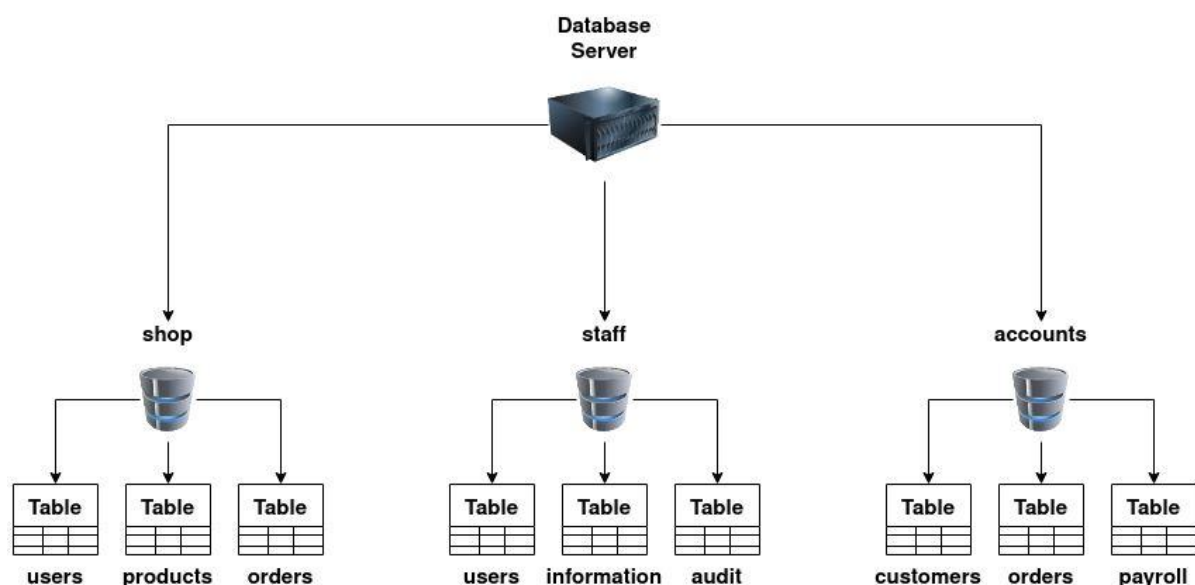 Database
Server
shop
staff
accounts
Table
Table
Table
Table
Table
Table
Table
Table
Table
users
products
orders
users
information
audit
customers
orders
payroll